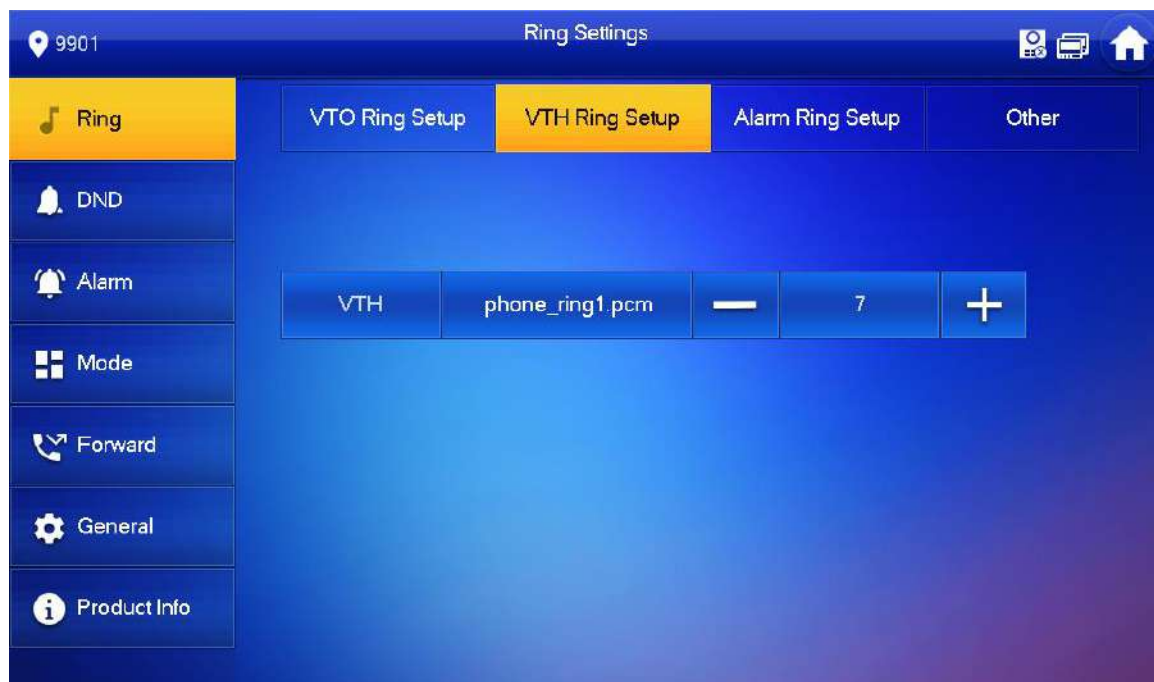 9901
Ring Settings
Ring
VTO Ring Setup
VTH Ring Setup
Alarm Ring Setup
Other
DND
Alarm
VTH
phone_ring1.pcm
7
Mode
Forward
General
Product Info